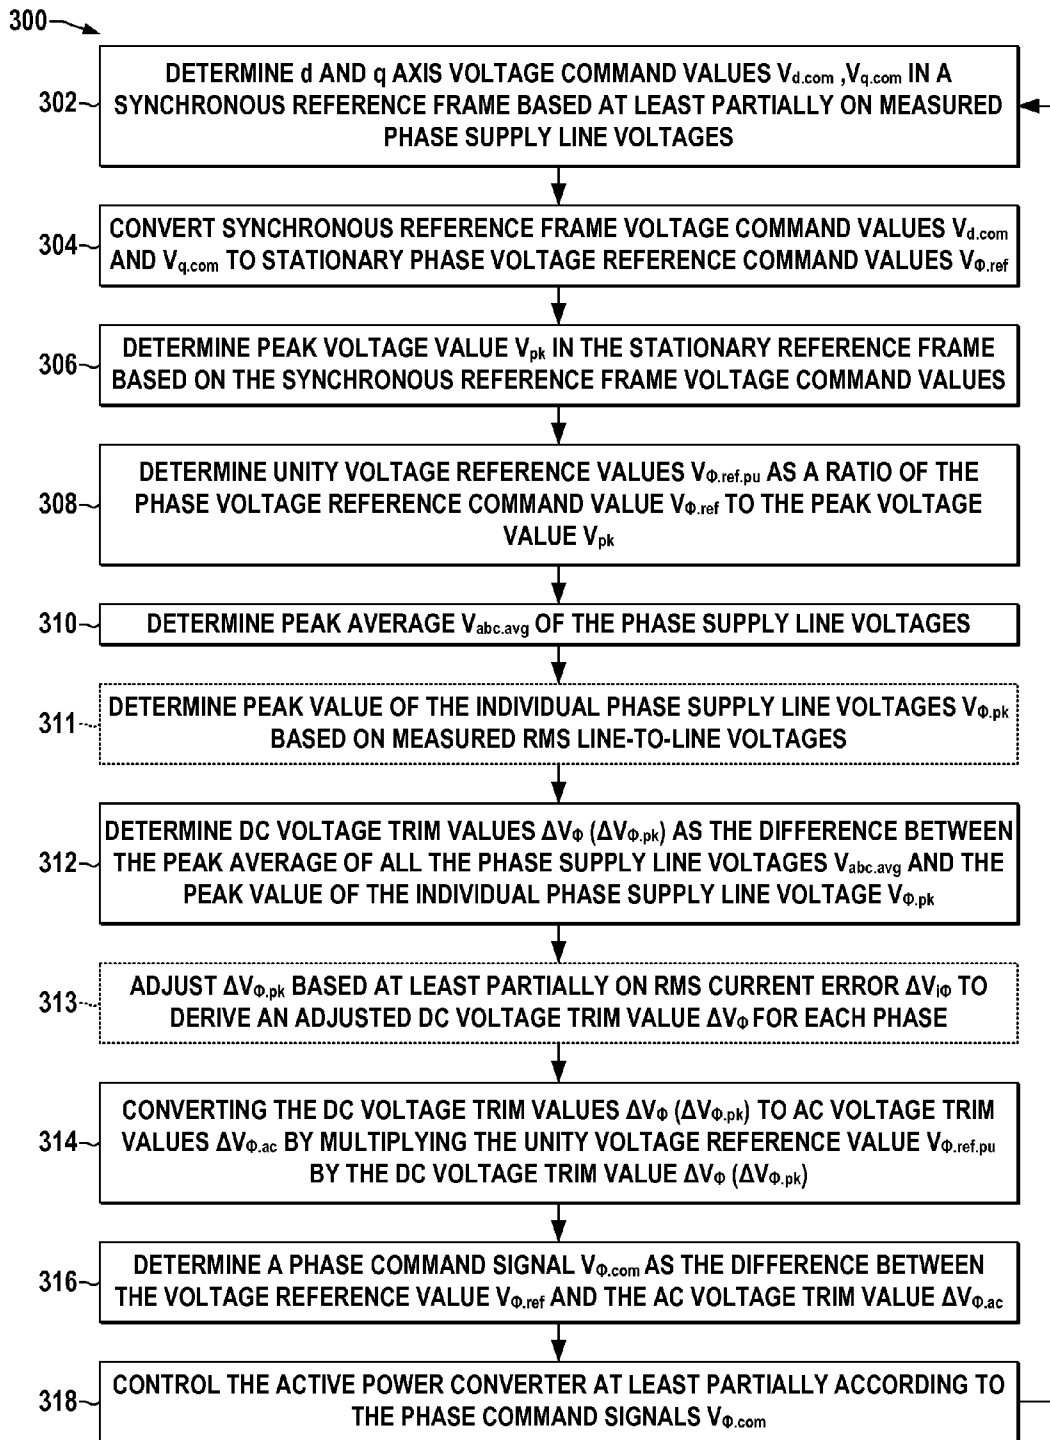 300
302
DETERMINE d AND q AXIS VOLTAGE COMMAND VALUES Vd.com ,Vq.com IN A
SYNCHRONOUS REFERENCE FRAME BASED AT LEAST PARTIALLY ON MEASURED
PHASE SUPPLY LINE VOLTAGES
304
CONVERT SYNCHRONOUS REFERENCE FRAME VOLTAGE COMMAND VALUES Vd.com
AND Vq.com TO STATIONARY PHASE VOLTAGE REFERENCE COMMAND VALUES VΦ.ref
306
DETERMINE PEAK VOLTAGE VALUE Vpk IN THE STATIONARY REFERENCE FRAME
BASED ON THE SYNCHRONOUS REFERENCE FRAME VOLTAGE COMMAND VALUES
308
DETERMINE UNITY VOLTAGE REFERENCE VALUES VΦ.ref.pu AS A RATIO OF THE
PHASE VOLTAGE REFERENCE COMMAND VALUE VΦ.ref TO THE PEAK VOLTAGE
VALUE Vpk
310
DETERMINE PEAK AVERAGE Vabc.avg OF THE PHASE SUPPLY LINE VOLTAGES
311
DETERMINE PEAK VALUE OF THE INDIVIDUAL PHASE SUPPLY LINE VOLTAGES VΦ.pk
BASED ON MEASURED RMS LINE-TO-LINE VOLTAGES
312
DETERMINE DC VOLTAGE TRIM VALUES ΔVΦ (ΔVΦ.pk) AS THE DIFFERENCE BETWEEN
THE PEAK AVERAGE OF ALL THE PHASE SUPPLY LINE VOLTAGES Vabc.avg AND THE
PEAK VALUE OF THE INDIVIDUAL PHASE SUPPLY LINE VOLTAGE VΦ.pk
313
ADJUST ΔVΦ.pk BASED AT LEAST PARTIALLY ON RMS CURRENT ERROR ΔViΦ TO
DERIVE AN ADJUSTED DC VOLTAGE TRIM VALUE ΔVΦ FOR EACH PHASE
314
CONVERTING THE DC VOLTAGE TRIM VALUES ΔVΦ (ΔVΦ.pk) TO AC VOLTAGE TRIM
VALUES ΔVΦ.ac BY MULTIPLYING THE UNITY VOLTAGE REFERENCE VALUE VΦ.ref.pu
BY THE DC VOLTAGE TRIM VALUE ΔVΦ (ΔVΦ.pk)
316
DETERMINE A PHASE COMMAND SIGNAL VΦ.com AS THE DIFFERENCE BETWEEN
THE VOLTAGE REFERENCE VALUE VΦ.ref AND THE AC VOLTAGE TRIM VALUE ΔVΦ.ac
318
CONTROL THE ACTIVE POWER CONVERTER AT LEAST PARTIALLY ACCORDING TO
THE PHASE COMMAND SIGNALS VΦ.com